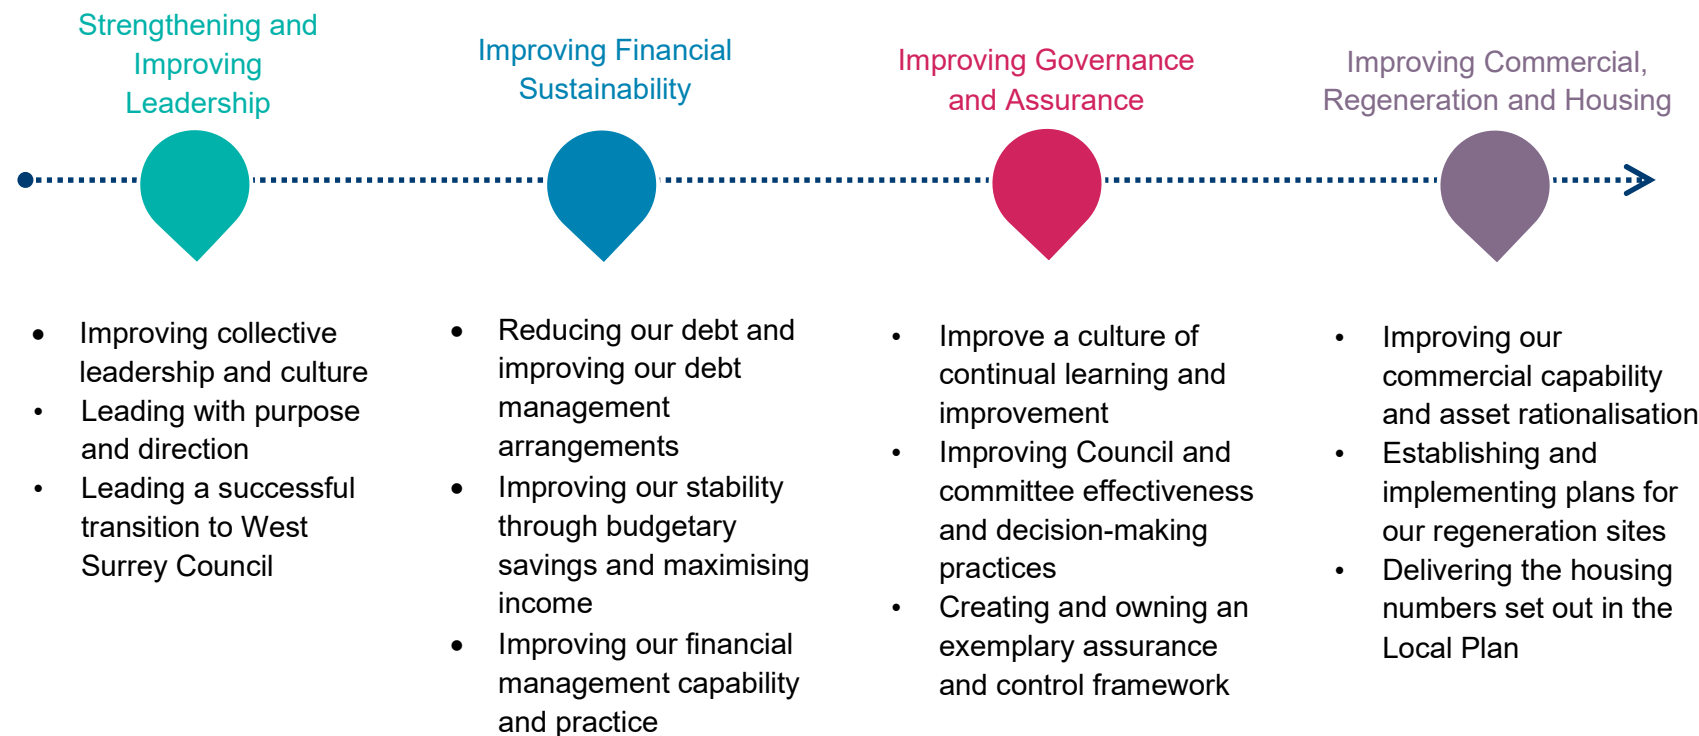 Strengthening and
Improving
Leadership
Improving Financial
Sustainability
Improving Governance
and Assurance
Improving Commercial,
Regeneration and Housing
• Improving collective
leadership and culture
• Leading with purpose
and direction
• Leading a successful
transition to West
Surrey Council
• Reducing our debt and
improving our debt
management
arrangements
• Improving our stability
through budgetary
savings and maximising
income
• Improving our financial
management capability
and practice
• Improve a culture of
continual learning and
improvement
• Improving Council and
committee effectiveness
and decision-making
practices
• Creating and owning an
exemplary assurance
and control framework
• Improving our
commercial capability
and asset rationalisation
• Establishing and
implementing plans for
our regeneration sites
• Delivering the housing
numbers set out in the
Local Plan